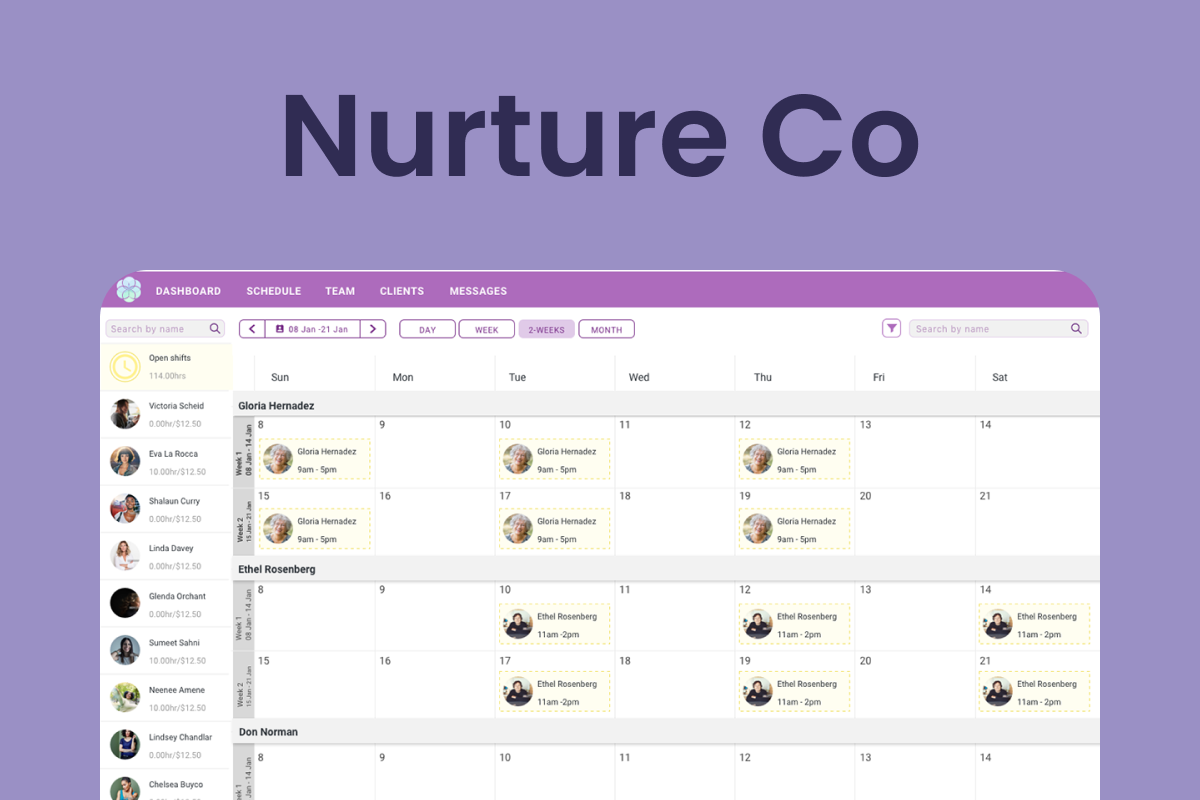 Nurture Co
DASHBOARD SCHEDULE TEAM CLIENTS MESSAGES
Search by name 08 Jan -21 Jan DAY WEEK 2-WEEKS MONTH Search by name
Open shifts
114.00hrs
Victoria Scheid
0.00hr/$12.50
Eva La Rocca
10.00hr/$12.50
Shalaun Curry
0.00hr/$12.50
Linda Davey
0.00hr/$12.50
Glenda Orchant
0.00hr/$12.50
Sumeet Sahni
10.00hr/$12.50
Neenee Amene
10.00hr/$12.50
Lindsey Chandlar
0.00hr/$12.50
Chelsea Buyco
Sun Mon Tue Wed Thu Fri Sat
Gloria Hernadez
Week 1
08 Jan - 14 Jan
8 9 10 11 12 13 14
Gloria Hernadez Gloria Hernadez Gloria Hernadez
9am - 5pm 9am - 5pm 9am - 5pm
Week 2
15 Jan - 21 Jan
15 16 17 18 19 20 21
Gloria Hernadez Gloria Hernadez Gloria Hernadez
9am - 5pm 9am - 5pm 9am - 5pm
Ethel Rosenberg
Week 1
08 Jan - 14 Jan
8 9 10 11 12 13 14
Ethel Rosenberg Ethel Rosenberg Ethel Rosenberg
11am -2pm 11am - 2pm 11am - 2pm
Week 2
15 Jan - 21 Jan
15 16 17 18 19 20 21
Ethel Rosenberg Ethel Rosenberg Ethel Rosenberg
11am -2pm 11am - 2pm 11am - 2pm
Don Norman
8 9 10 11 12 13 14
Jan - 14 Jan